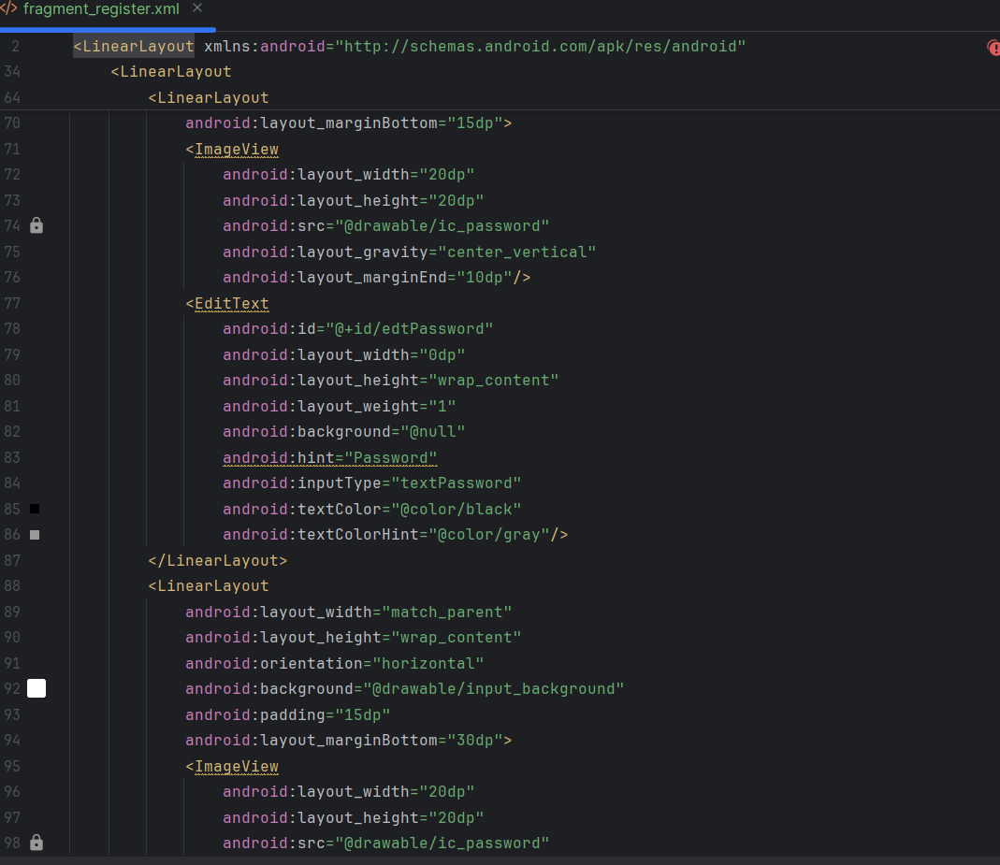 </> fragment_register.xml ×
2 <LinearLayout xmlns:android="http://schemas.android.com/apk/res/android"
34 <LinearLayout
64 <LinearLayout
70 android:layout_marginBottom="15dp">
71 <ImageView
72 android:layout_width="20dp"
73 android:layout_height="20dp"
74 android:src="@drawable/ic_password"
75 android:layout_gravity="center_vertical"
76 android:layout_marginEnd="10dp"/>
77 <EditText
78 android:id="@+id/edtPassword"
79 android:layout_width="0dp"
80 android:layout_height="wrap_content"
81 android:layout_weight="1"
82 android:background="@null"
83 android:hint="Password"
84 android:inputType="textPassword"
85 android:textColor="@color/black"
86 android:textColorHint="@color/gray"/>
87 </LinearLayout>
88 <LinearLayout
89 android:layout_width="match_parent"
90 android:layout_height="wrap_content"
91 android:orientation="horizontal"
92 android:background="@drawable/input_background"
93 android:padding="15dp"
94 android:layout_marginBottom="30dp">
95 <ImageView
96 android:layout_width="20dp"
97 android:layout_height="20dp"
98 android:src="@drawable/ic_password"